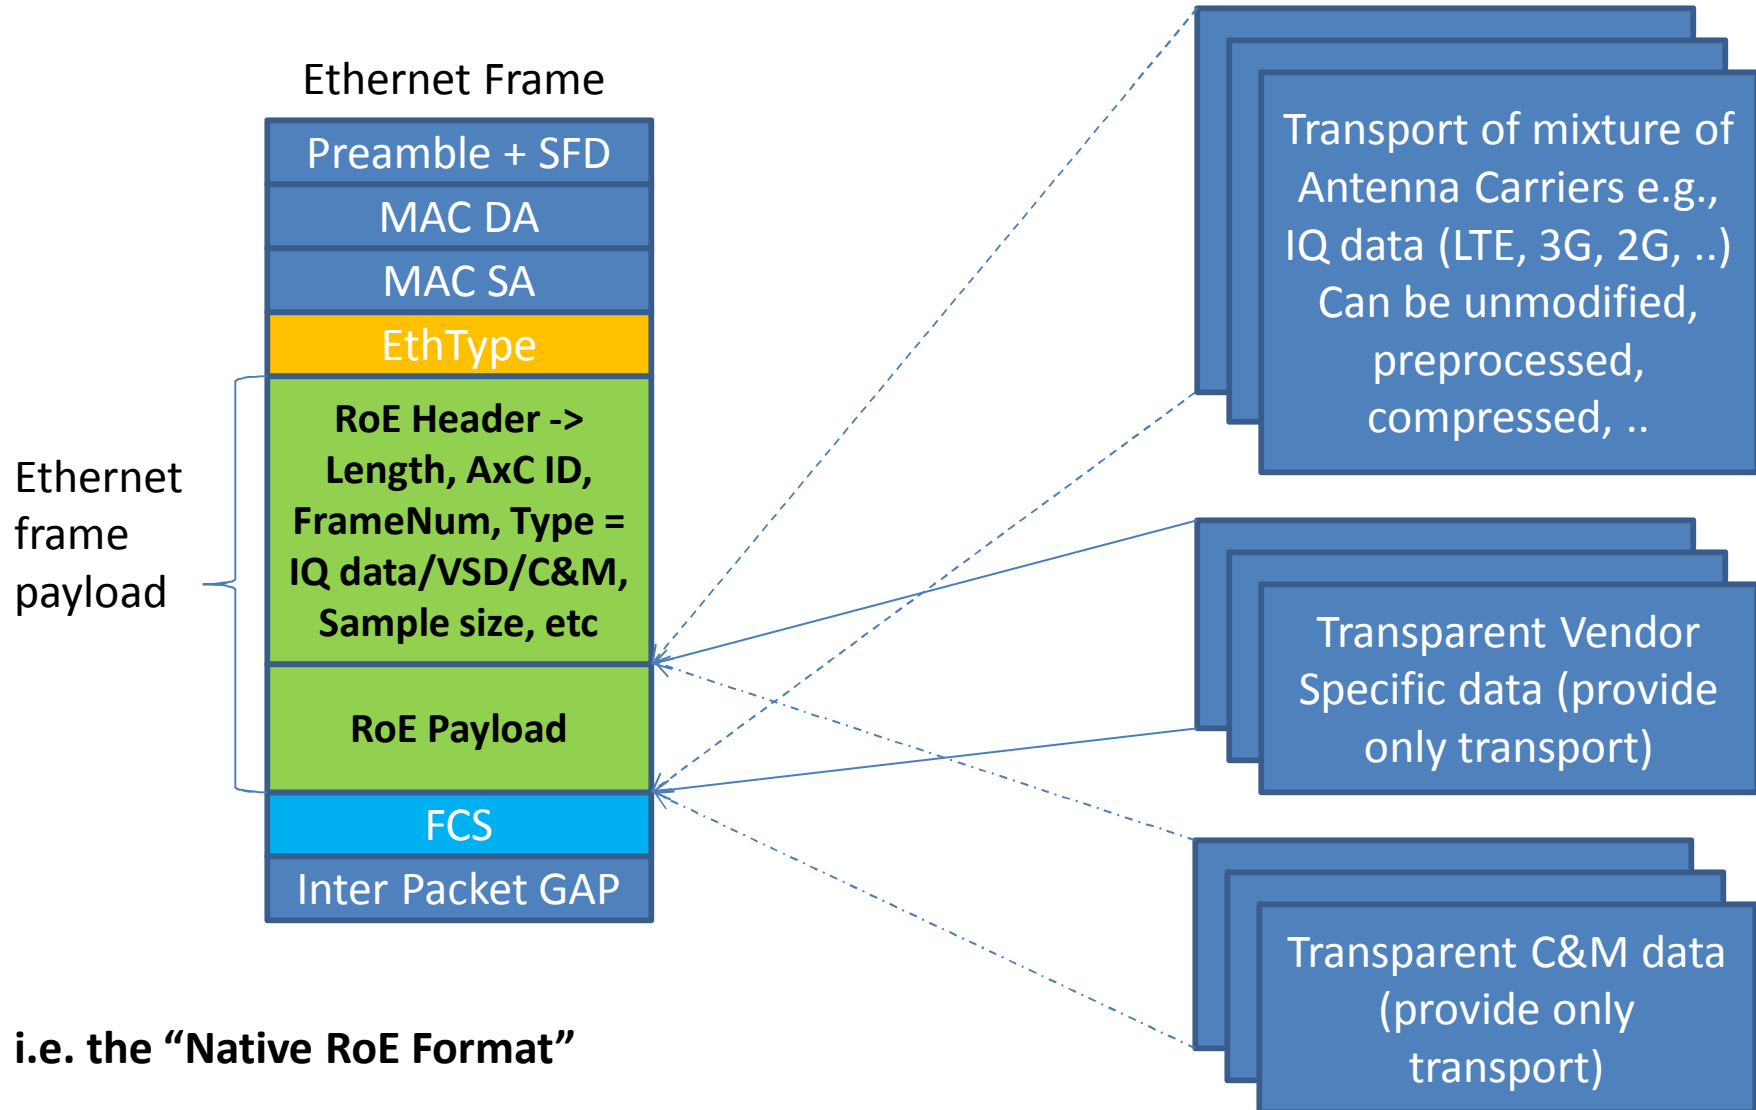 Ethernet Frame
Preamble + SFD
MAC DA
MAC SA
EthType
RoE Header ->
Length, AxC ID,
FrameNum, Type =
IQ data/VSD/C&M,
Sample size, etc
RoE Payload
FCS
Inter Packet GAP
Ethernet
frame
payload
Transport of mixture of
Antenna Carriers e.g.,
IQ data (LTE, 3G, 2G, ..)
Can be unmodified,
preprocessed,
compressed, ..
Transparent Vendor
Specific data (provide
only transport)
Transparent C&M data
(provide only
transport)
i.e. the “Native RoE Format”